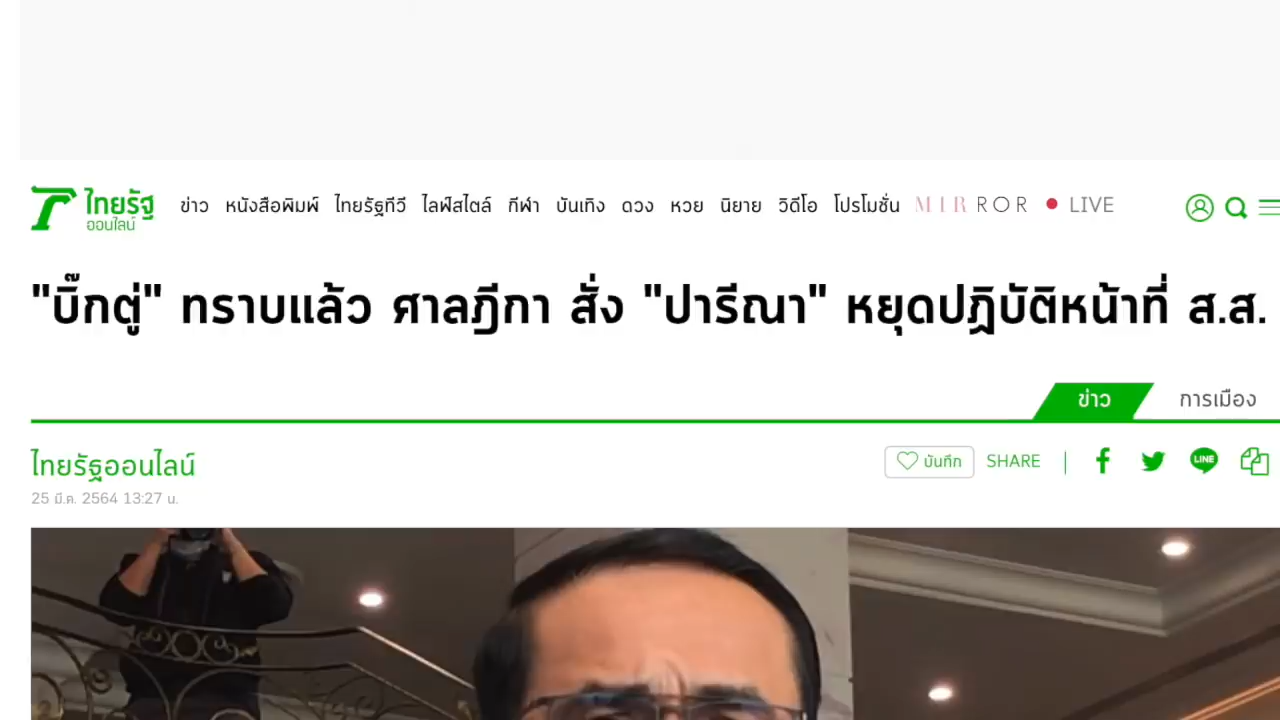 ไทยรัฐ
ออนไลน์
ข่าว หนังสือพิมพ์ ไทยรัฐทีวี ไลฟ์สไตล์ กีฬา บันเทิง ดวง หวย นิยาย วิดีโอ โปรโมชั่น MIRROR LIVE
"บิ๊กตู่" ทราบแล้ว ศาลฎีกา สั่ง "ปารีณา" หยุดปฏิบัติหน้าที่ ส.ส.
ข่าว การเมือง
ไทยรัฐออนไลน์
บันทึก SHARE LINE
25 มี.ค. 2564 13:27 น.